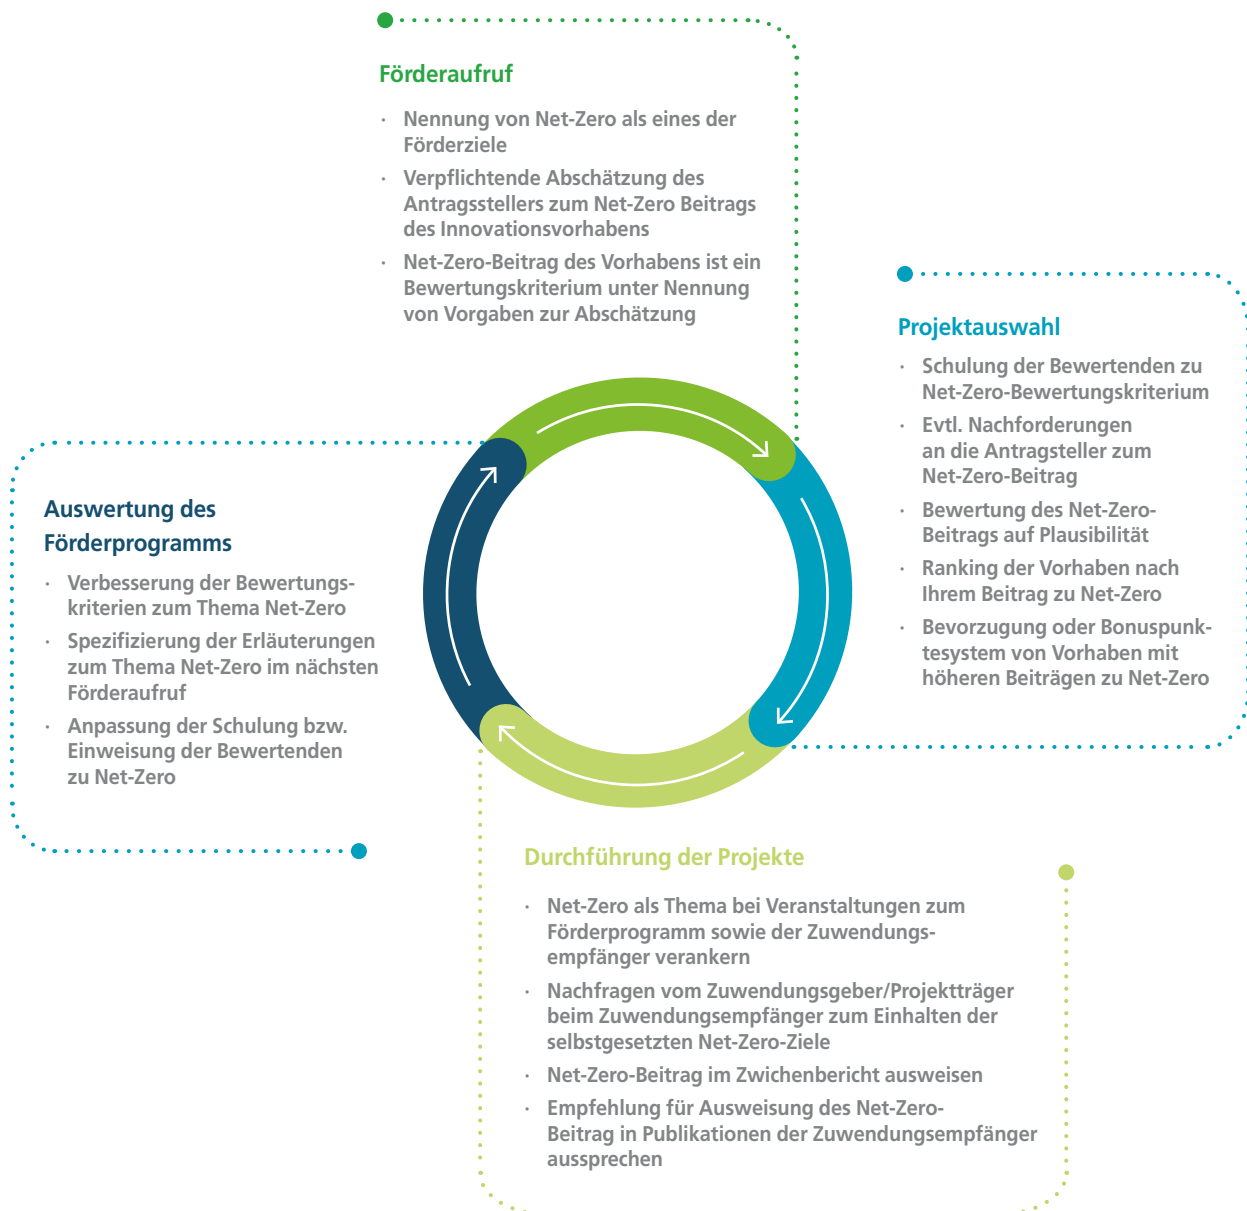 Förderaufruf
· Nennung von Net-Zero als eines der
Förderziele
· Verpflichtende Abschätzung des
Antragsstellers zum Net-Zero Beitrags
des Innovationsvorhabens
· Net-Zero-Beitrag des Vorhabens ist ein
Bewertungskriterium unter Nennung
von Vorgaben zur Abschätzung
Projektauswahl
· Schulung der Bewertenden zu
Net-Zero-Bewertungskriterium
· Evtl. Nachforderungen
an die Antragsteller zum
Net-Zero-Beitrag
· Bewertung des Net-Zero-
Beitrags auf Plausibilität
· Ranking der Vorhaben nach
Ihrem Beitrag zu Net-Zero
· Bevorzugung oder Bonuspunk-
tesystem von Vorhaben mit
höheren Beiträgen zu Net-Zero
Auswertung des
Förderprogramms
· Verbesserung der Bewertungs-
kriterien zum Thema Net-Zero
· Spezifizierung der Erläuterungen
zum Thema Net-Zero im nächsten
Förderaufruf
· Anpassung der Schulung bzw.
Einweisung der Bewertenden
zu Net-Zero
Durchführung der Projekte
· Net-Zero als Thema bei Veranstaltungen zum
Förderprogramm sowie der Zuwendungs-
empfänger verankern
· Nachfragen vom Zuwendungsgeber/Projektträger
beim Zuwendungsempfänger zum Einhalten der
selbstgesetzten Net-Zero-Ziele
· Net-Zero-Beitrag im Zwichenbericht ausweisen
· Empfehlung für Ausweisung des Net-Zero-
Beitrag in Publikationen der Zuwendungsempfänger
aussprechen